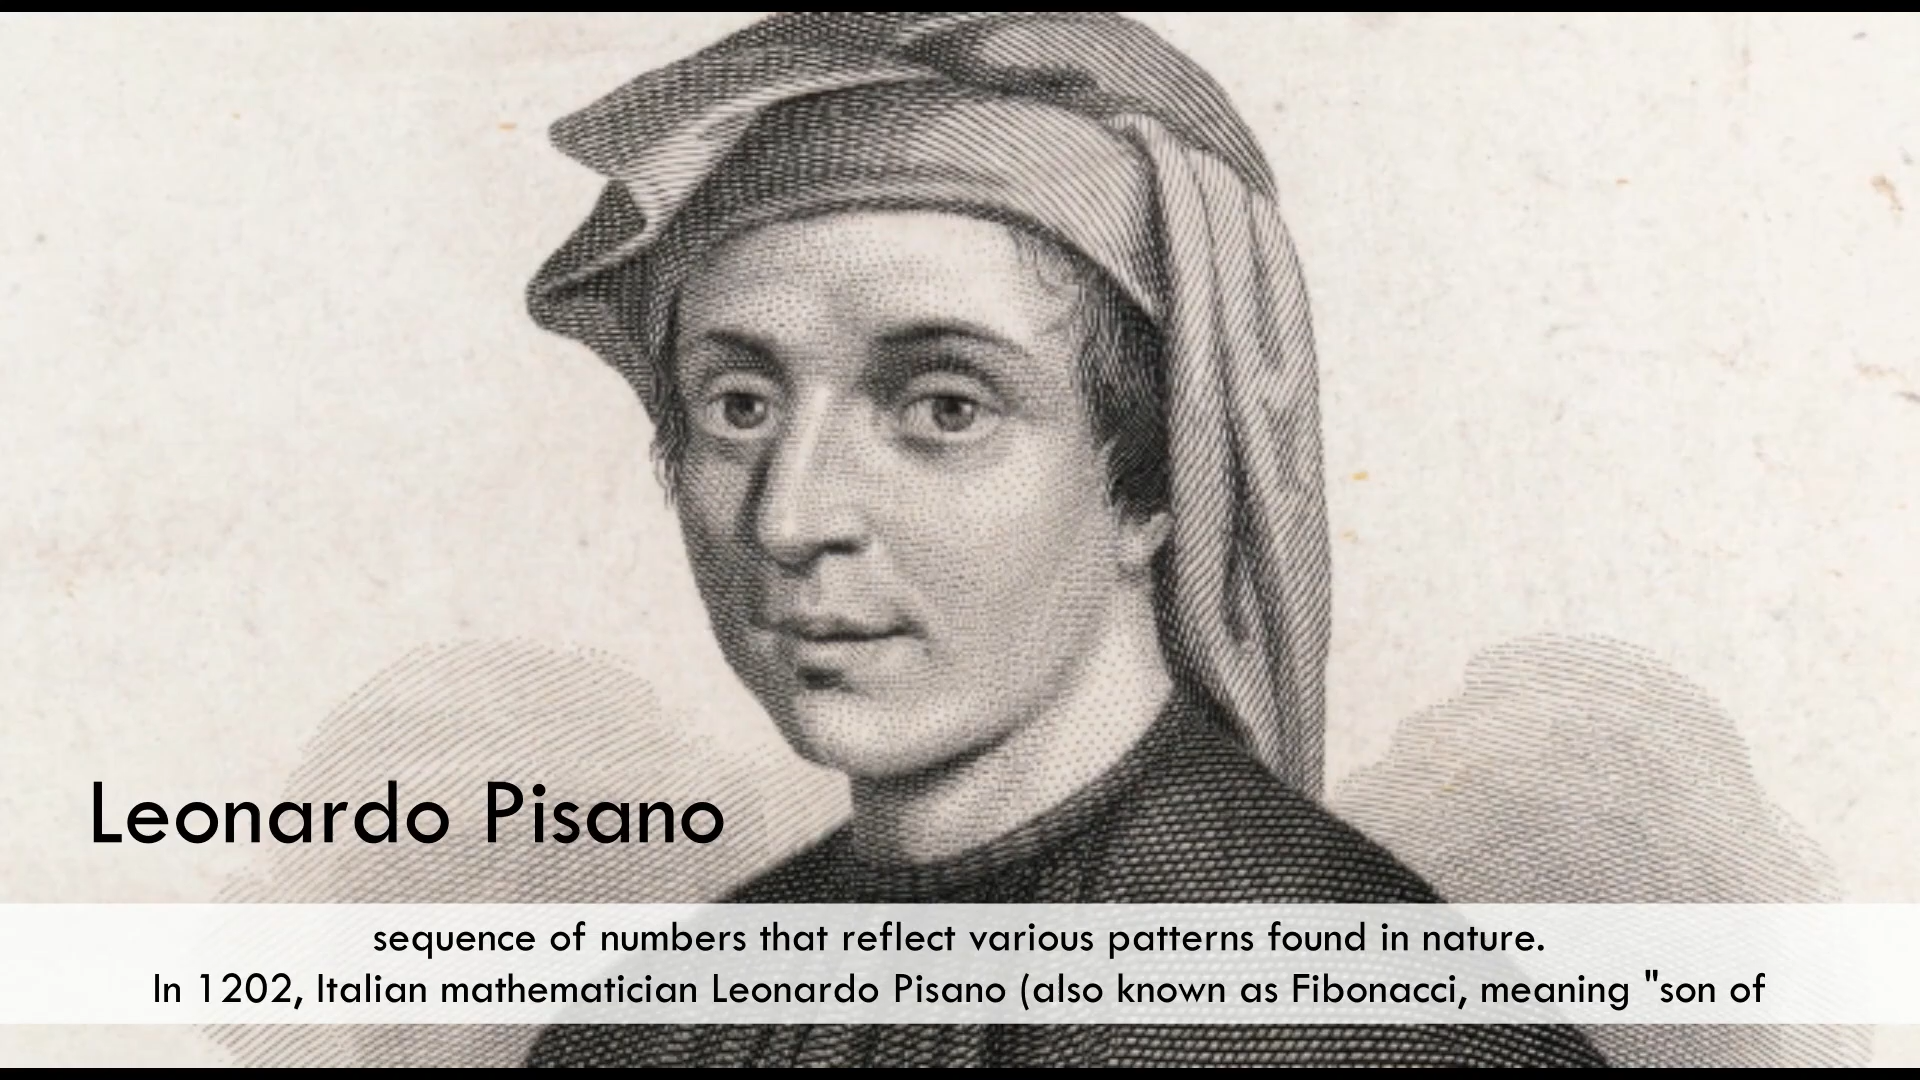 Leonardo Pisano
sequence of numbers that reflect various patterns found in nature.
In 1202, Italian mathematician Leonardo Pisano (also known as Fibonacci, meaning "son of